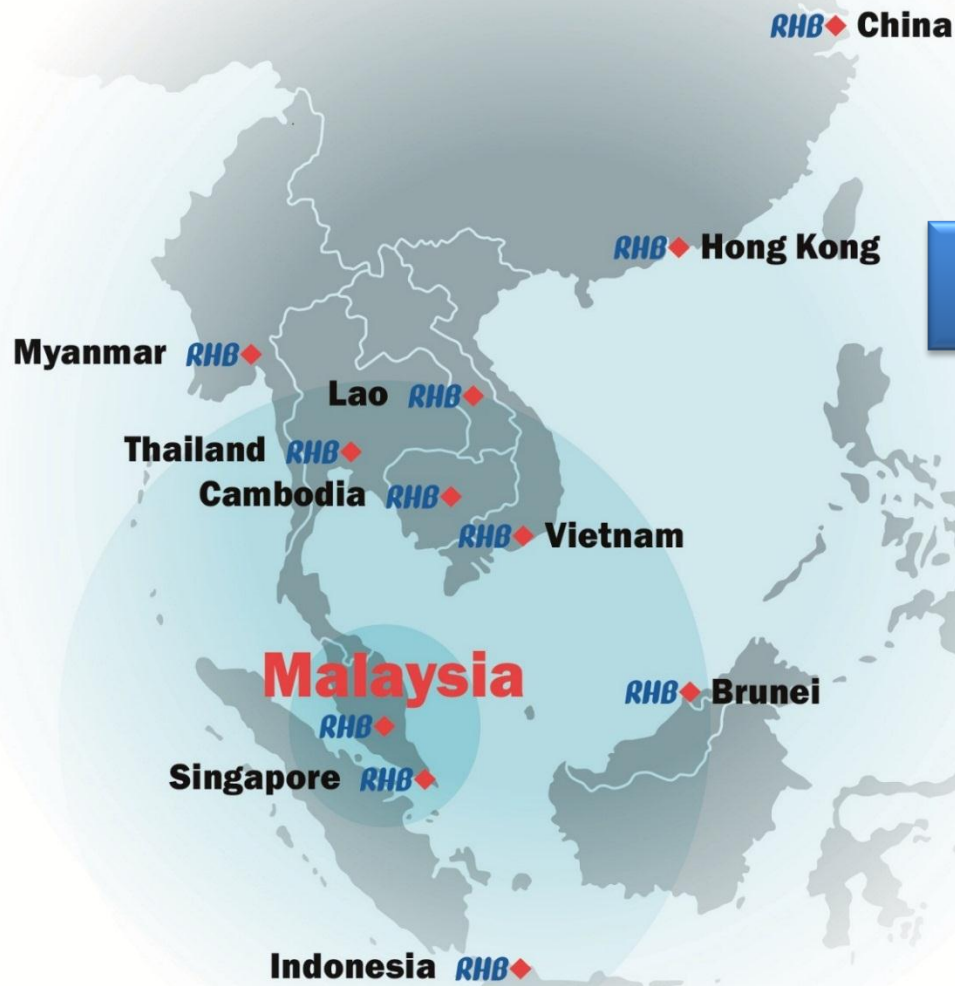 RHB China
RHB Hong Kong
Myanmar RHB
Lao RHB
Thailand RHB
Cambodia RHB
RHB Vietnam
Malaysia
RHB
RHB Brunei
Singapore RHB
Indonesia RHB